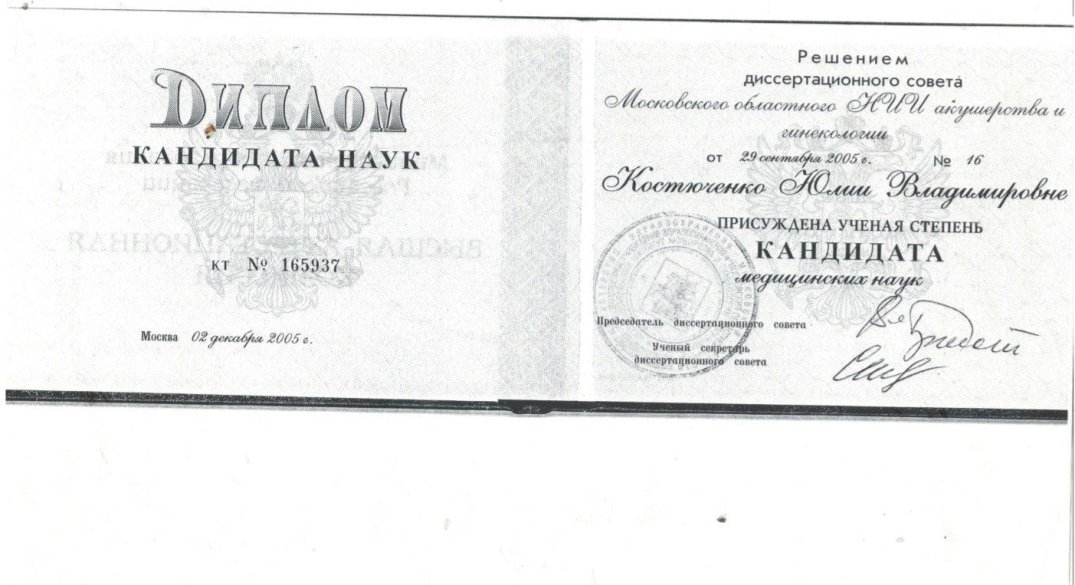 Диплом
КАНДИДАТА НАУК
КТ № 165937
Москва 02 декабря 2005 г.
Решением
диссертационного совета
Московского областного НИИ акушерства и
гинекологии
от 29 сентября 2005 г. № 16
Костюченко Юлии Владимировне
ПРИСУЖДЕНА УЧЕНАЯ СТЕПЕНЬ
КАНДИДАТА
медицинских наук
Председатель диссертационного совета
Ученый секретарь
диссертационного совета